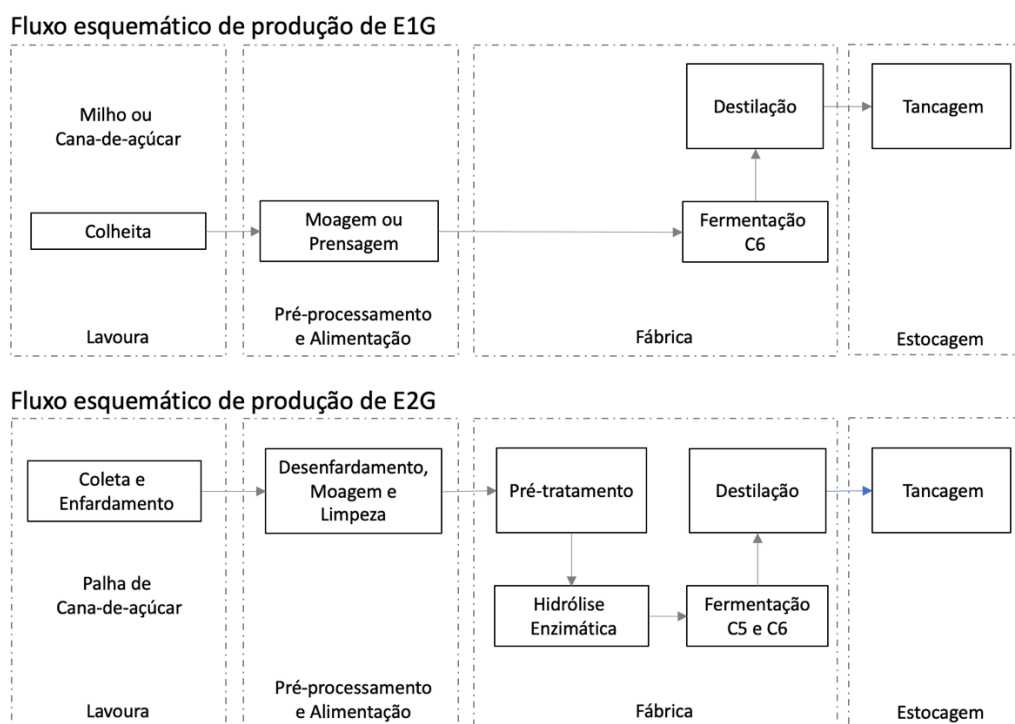 Fluxo esquemático de produção de E1G
Milho ou
Cana-de-açúcar
Colheita
Lavoura
Moagem ou
Prensagem
Pré-processamento
e Alimentação
Destilação
Fermentação
C6
Fábrica
Tancagem
Estocagem
Fluxo esquemático de produção de E2G
Coleta e
Enfardamento
Palha de
Cana-de-açúcar
Lavoura
Desenfardamento,
Moagem e
Limpeza
Pré-processamento
e Alimentação
Pré-tratamento
Hidrólise
Enzimática
Fermentação
C5 e C6
Destilação
Fábrica
Tancagem
Estocagem